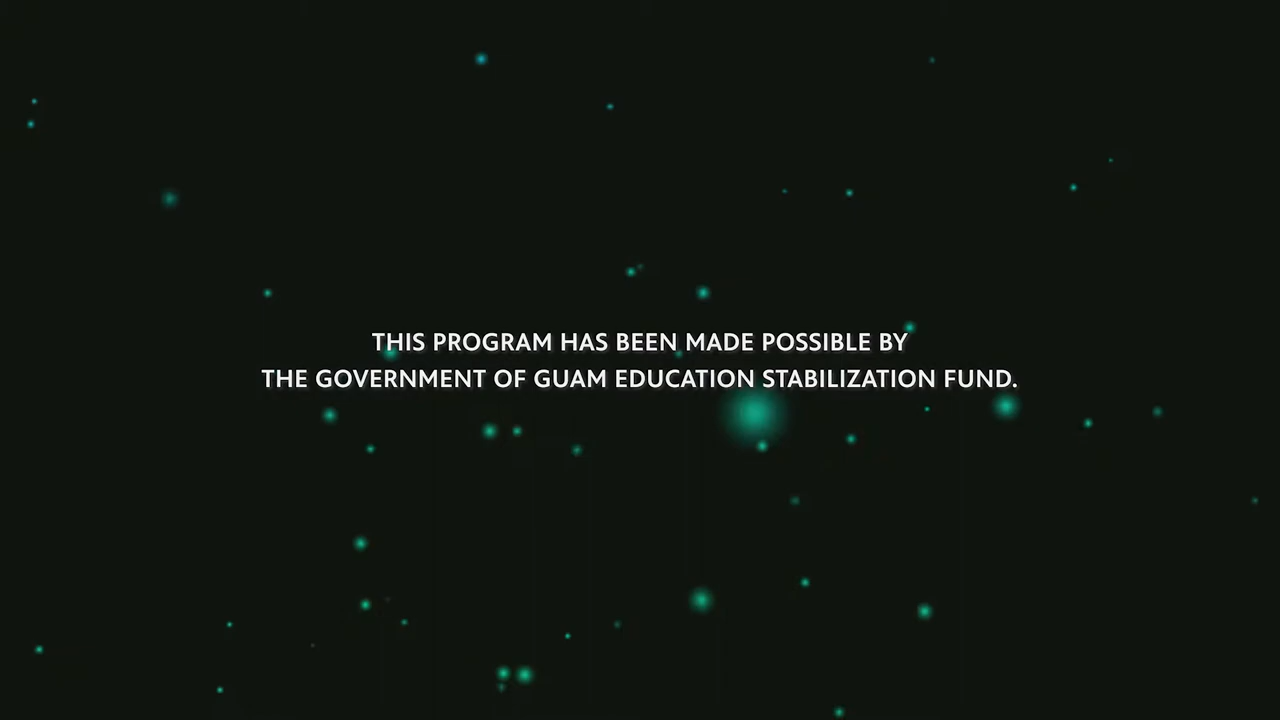 THIS PROGRAM HAS BEEN MADE POSSIBLE BY
THE GOVERNMENT OF GUAM EDUCATION STABILIZATION FUND.